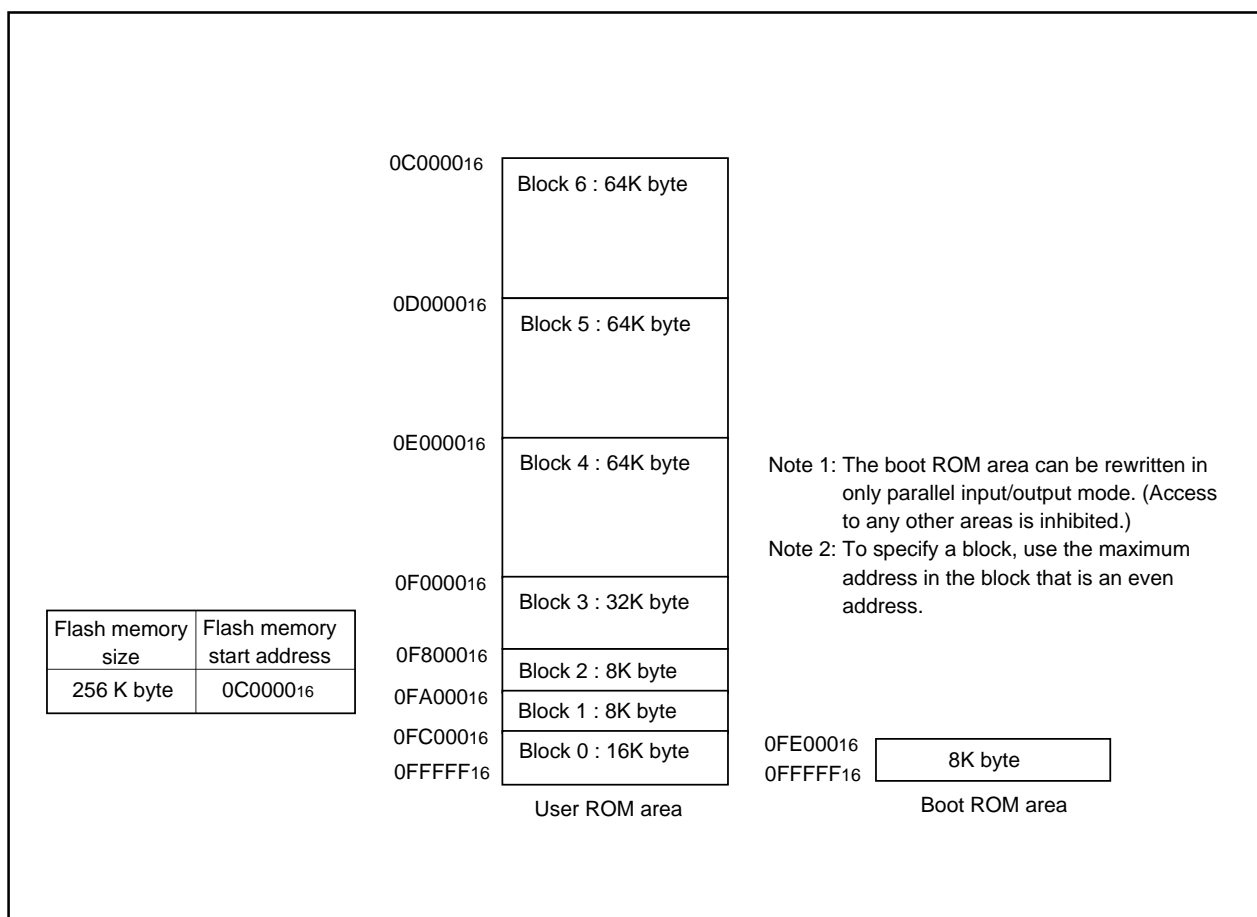 0C000016
Block 6 : 64K byte
0D000016
Block 5 : 64K byte
0E000016
Block 4 : 64K byte
Note 1: The boot ROM area can be rewritten in
only parallel input/output mode. (Access
to any other areas is inhibited.)
Note 2: To specify a block, use the maximum
address in the block that is an even
address.
0F000016
Block 3 : 32K byte
Flash memory size
Flash memory start address
256 K byte
0C000016
0F800016
Block 2 : 8K byte
0FA00016
Block 1 : 8K byte
0FC00016
Block 0 : 16K byte
0FFFFF16
User ROM area
0FE00016
8K byte
0FFFFF16
Boot ROM area